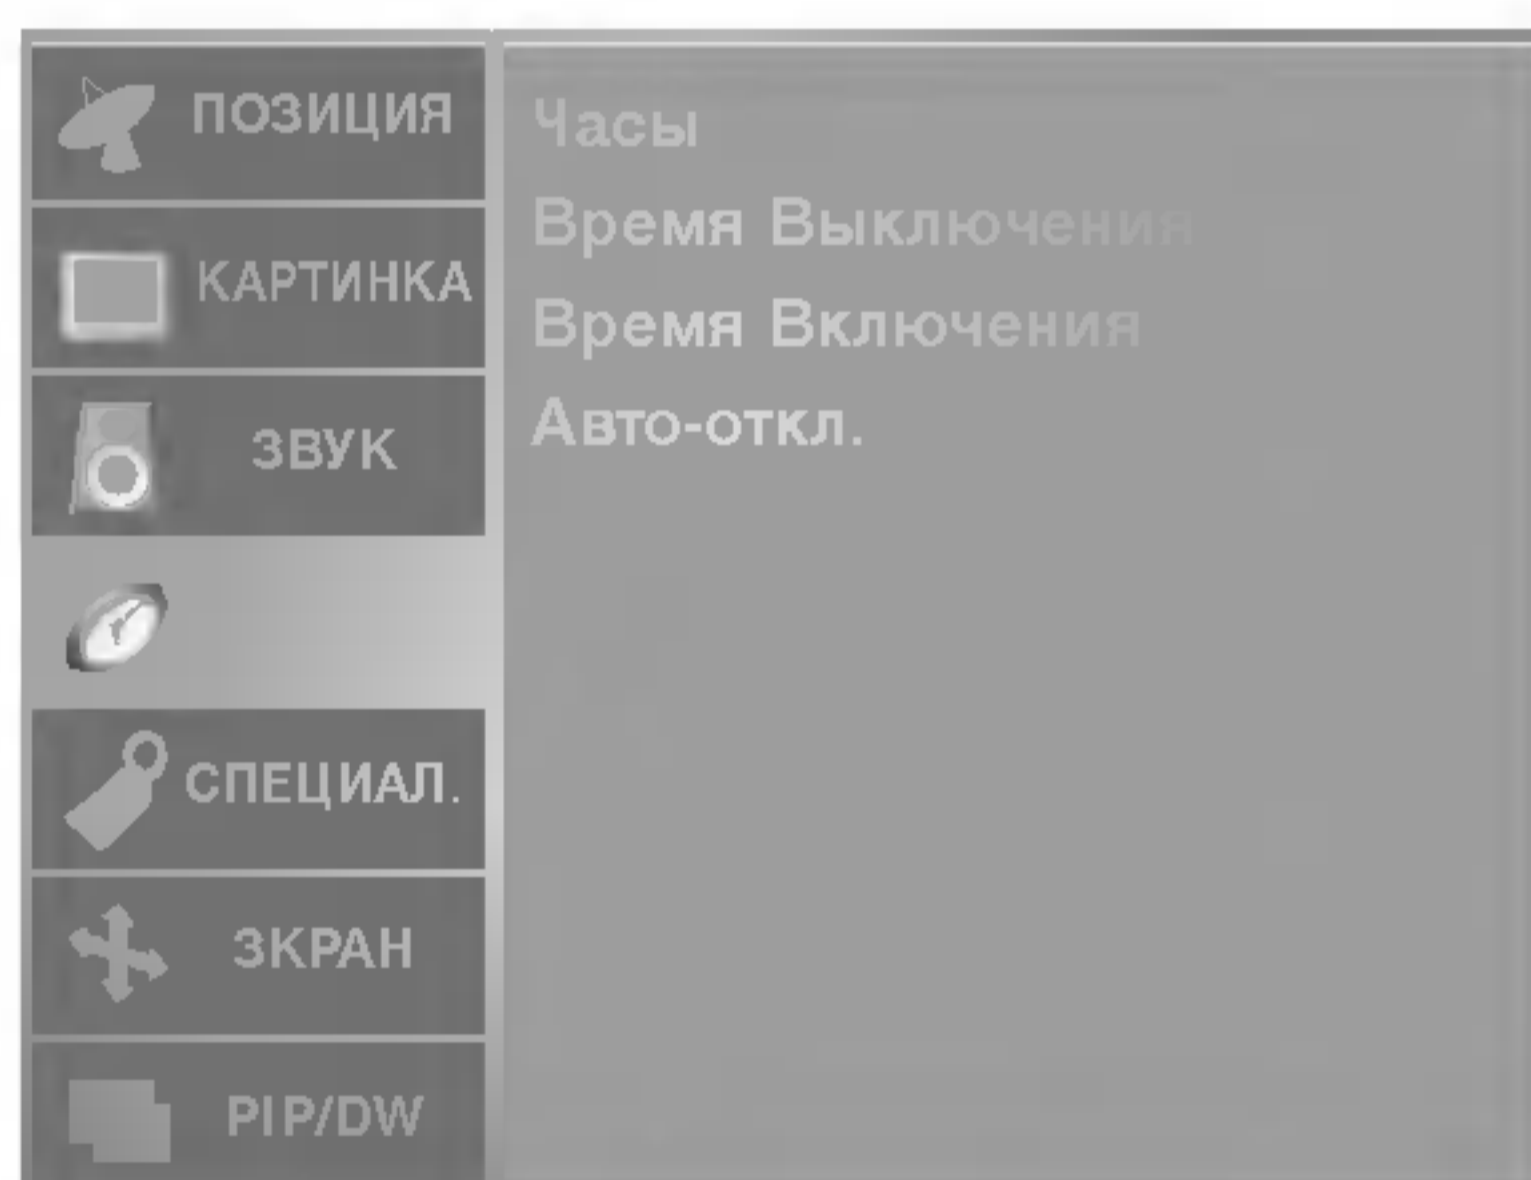 ПОЗИЦИЯ
КАРТИНКА
ЗВУК
СПЕЦИАЛ.
ЗКРАН
PIP/DW
Часы
Время Выключения
Время Включения
Авто-откл.